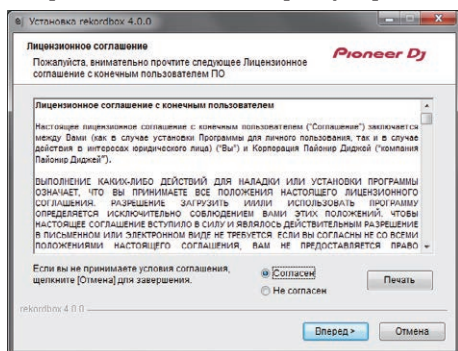 Установка rekordbox 4.0.0
Лицензионное соглашение
Пожалуйста, внимательно прочтите следующее Лицензионное
соглашение с конечным пользователем ПО
Pioneer Dj
Лицензионное соглашение с конечным пользователем
Настоящее лицензионное соглашение с конечным пользователем ("Соглашение") заключается
между Вами (как в случае установки Программы для личного пользования, так и в случае
действия в интересах юридического лица) ("Вы") и Корпорация Пайонир Диджей ("компания
Пайонир Диджей").
ВЫПОЛНЕНИЕ КАКИХ-ЛИБО ДЕЙСТВИЙ ДЛЯ НАЛАДКИ ИЛИ УСТАНОВКИ ПРОГРАММЫ
ОЗНАЧАЕТ, ЧТО ВЫ ПРИНИМАЕТЕ ВСЕ ПОЛОЖЕНИЯ НАСТОЯЩЕГО ЛИЦЕНЗИОННОГО
СОГЛАШЕНИЯ. РАЗРЕШЕНИЕ ЗАГРУЗИТЬ И/ИЛИ ИСПОЛЬЗОВАТЬ ПРОГРАММУ
ОПРЕДЕЛЯЕТСЯ ИСКЛЮЧИТЕЛЬНО СОБЛЮДЕНИЕМ ВАМИ ЭТИХ ПОЛОЖЕНИЙ. ЧТОБЫ
НАСТОЯЩЕЕ СОГЛАШЕНИЕ ВСТУПИЛО В СИЛУ И ЯВЛЯЛОСЬ ДЕЙСТВИТЕЛЬНЫМ РАЗРЕШЕНИЕ
В ПИСЬМЕННОМ ИЛИ ЭЛЕКТРОННОМ ВИДЕ НЕ ТРЕБУЕТСЯ. ЕСЛИ ВЫ СОГЛАСНЫ НЕ СО ВСЕМИ
ПОЛОЖЕНИЯМИ НАСТОЯЩЕГО СОГЛАШЕНИЯ, ВАМ НЕ ПРЕДОСТАВЛЯЕТСЯ ПРАВО
Если вы не принимаете условия соглашения,
щелкните [Отмена] для завершения.
Согласен
Не согласен
Печать
rekordbox 4.0.0
Вперед >
Отмена